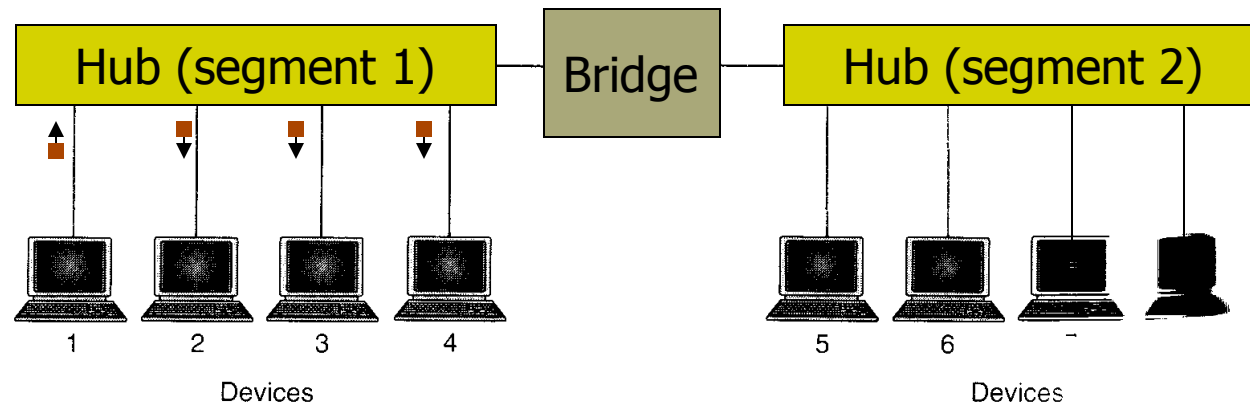 Hub (segment 1)
Bridge
Hub (segment 2)
1 2 3 4
5 6
Devices
Devices